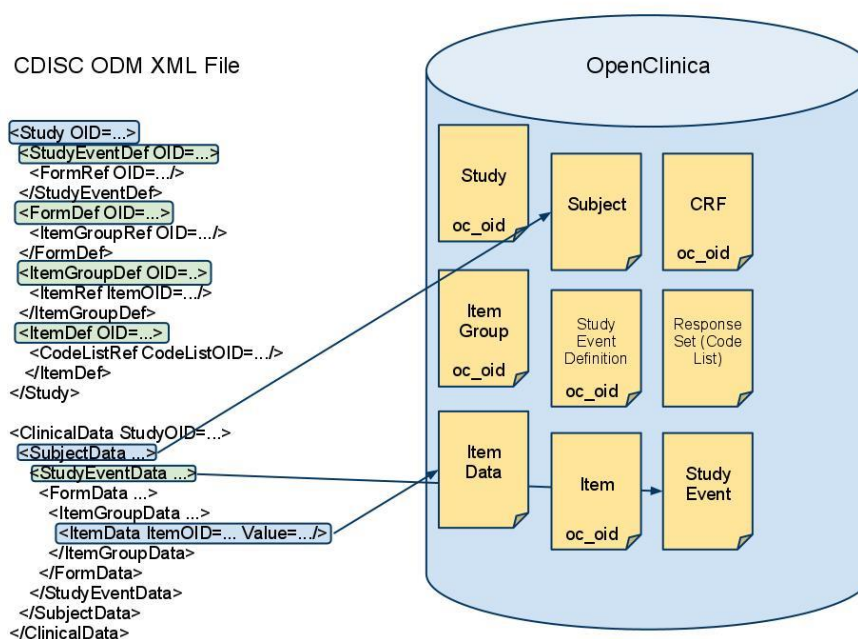 CDISC ODM XML File
<Study OID=...>
<StudyEventDef OID=...>
<FormRef OID=.../>
</StudyEventDef>
<FormDef OID=...>
<ItemGroupRef OID=.../>
</FormDef>
<ItemGroupDef OID=..>
<ItemRef ItemOID=.../>
</ItemGroupDef>
<ItemDef OID=...>
<CodeListRef CodeListOID=.../>
</ItemDef>
</Study>
<ClinicalData StudyOID=...>
<SubjectData ...>
<StudyEventData ...>
<FormData ...>
<ItemGroupData ...>
<ItemData ItemOID=... Value=.../>
</ItemGroupData>
</FormData>
</StudyEventData>
</SubjectData>
</ClinicalData>
OpenClinica
Study
oc_oid
Subject
CRF
oc_oid
Item
Group
oc_oid
Study
Event
Definition
oc_oid
Response
Set (Code
List)
Item
Data
Item
oc_oid
Study
Event